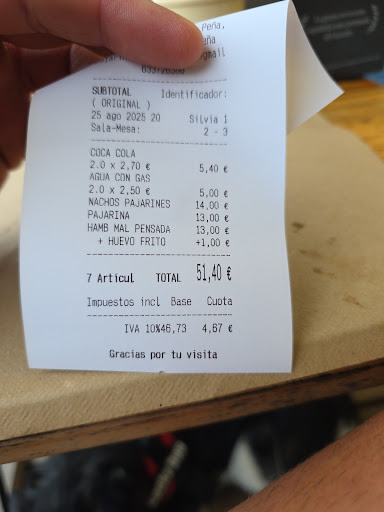 Peña,
gmail
SUBTOTAL Identificador:
( ORIGINAL )
25 ago 2025 20 Silvia 1
Sala-Mesa: 2 - 3
COCA COLA
2.0 x 2,70 € 5,40 €
AGUA CON GAS
2.0 x 2,50 € 5,00 €
NACHOS PAJARINES 14,00 €
PAJARINA 13,00 €
HAMB MAL PENSADA 13,00 €
+ HUEVO FRITO +1,00 €
7 Artícul TOTAL 51,40 €
Impuestos incl Base Cuota
IVA 10%46,73 4,67 €
Gracias por tu visita